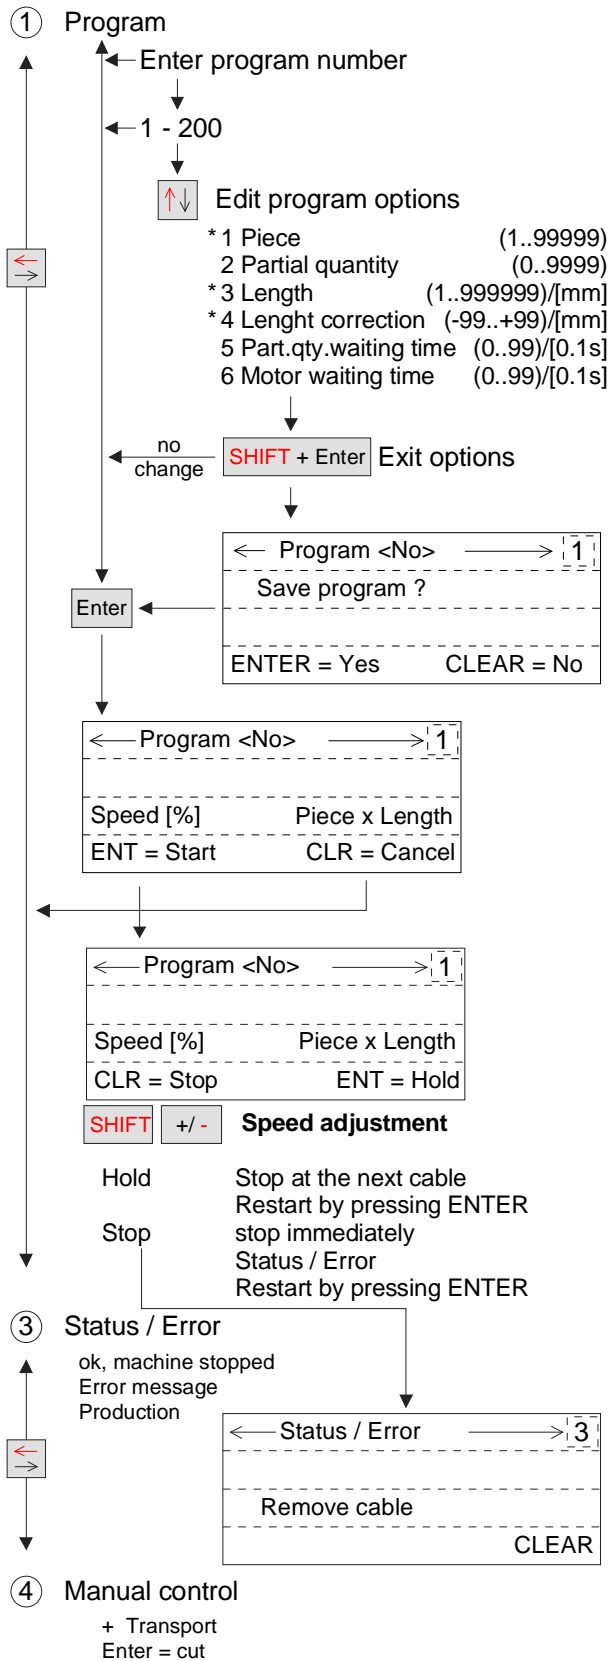 1 Program
Enter program number
1 - 200
↑↓ Edit program options
* 1 Piece (1..99999)
2 Partial quantity (0..9999)
* 3 Length (1..999999)/[mm]
* 4 Lenght correction (-99..+99)/[mm]
5 Part.qty.waiting time (0..99)/[0.1s]
6 Motor waiting time (0..99)/[0.1s]
no change
SHIFT + Enter Exit options
← Program <No> → 1
Save program ?
Enter
ENTER = Yes CLEAR = No
← Program <No> → 1
Speed [%] Piece x Length
ENT = Start CLR = Cancel
← Program <No> → 1
Speed [%] Piece x Length
CLR = Stop ENT = Hold
SHIFT +/ - Speed adjustment
Hold Stop at the next cable
Restart by pressing ENTER
Stop stop immediately
Status / Error
Restart by pressing ENTER
3 Status / Error
ok, machine stopped
Error message
Production
← Status / Error → 3
Remove cable
CLEAR
4 Manual control
+ Transport
Enter = cut